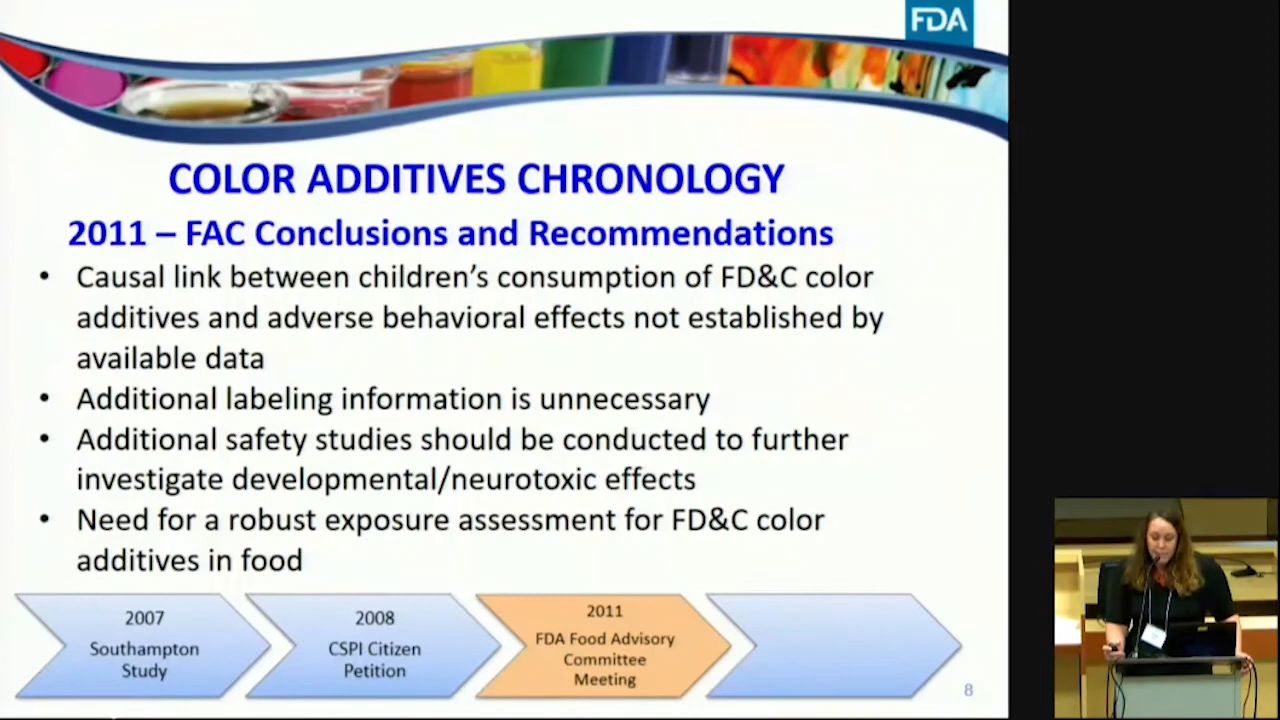 FDA
COLOR ADDITIVES CHRONOLOGY
2011 – FAC Conclusions and Recommendations
• Causal link between children's consumption of FD&C color
additives and adverse behavioral effects not established by
available data
• Additional labeling information is unnecessary
• Additional safety studies should be conducted to further
investigate developmental/neurotoxic effects
• Need for a robust exposure assessment for FD&C color
additives in food
2007
Southampton
Study
2008
CSPI Citizen
Petition
2011
FDA Food Advisory
Committee
Meeting
8